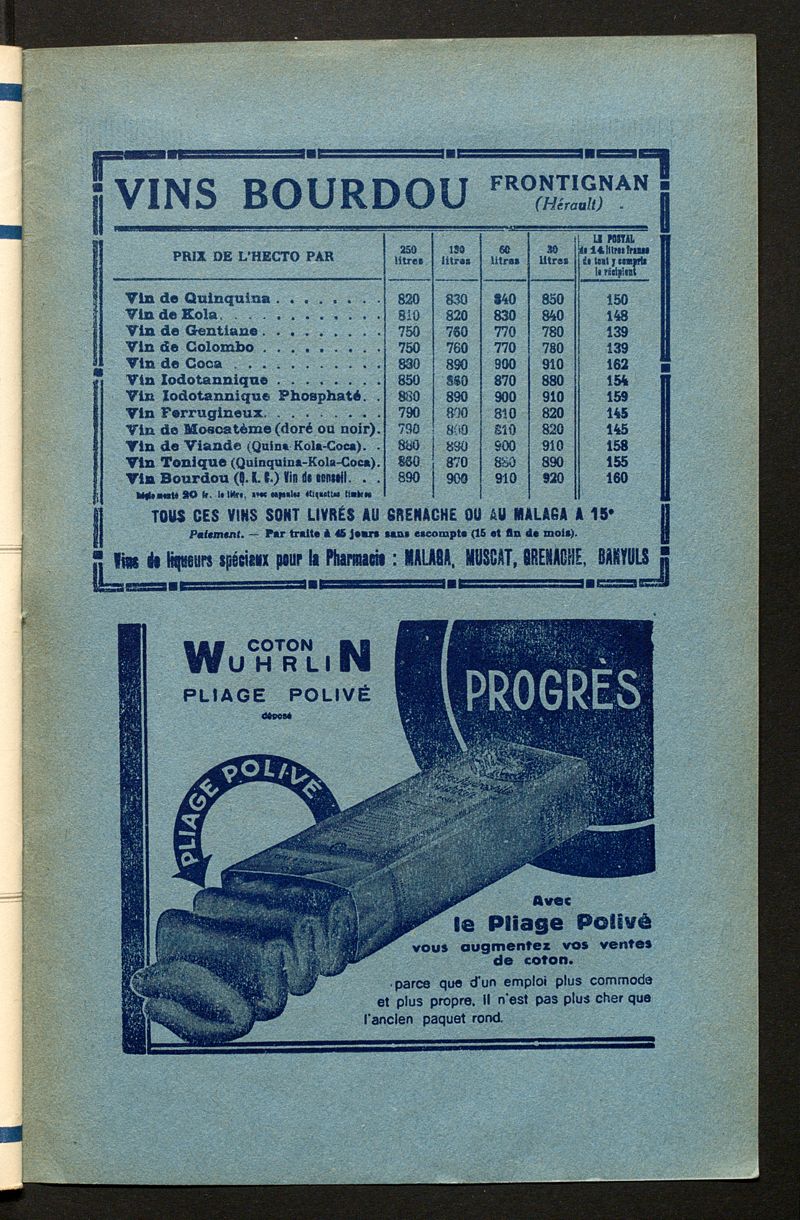 VINS BOURDOU FRONTIGNAN
(Hérault)
PRIX DE L'HECTO PAR 250 litres 130 litres 60 litres 30 litres LE POSTAL de 14 litres franco de tout y compris le récipient
Vin de Quinquina . . . . . . . . 820 830 840 850 150
Vin de Kola. . . . . . . . . . . 810 820 830 840 148
Vin de Gentiane . . . . . . . . . 750 760 770 780 139
Vin de Colombo . . . . . . . . . 750 760 770 780 139
Vin de Coca . . . . . . . . . . . 830 890 900 910 162
Vin Iodotannique . . . . . . . . 850 860 870 880 154
Vin Iodotannique Phosphaté. . 880 890 900 910 159
Vin Ferrugineux. . . . . . . . . 790 800 810 820 145
Vin de Moscatème (doré ou noir). 790 800 810 820 145
Vin de Viande (Quina-Kola-Coca). . 880 890 900 910 158
Vin Tonique (Quinquina-Kola-Coca). 860 870 880 890 155
Vin Bourdou (Q. K. C.) Vin de conseil. . . 890 900 910 920 160
Réglementé 20 fr. le litre, avec capsules étiquettes timbres
TOUS CES VINS SONT LIVRÉS AU GRENACHE OU AU MALAGA A 15°
Paiement. — Par traite à 45 jours sans escompte (15 et fin de mois).
Vins de liqueurs spéciaux pour la Pharmacie : MALAGA, MUSCAT, GRENACHE, BANYULS
COTON
WUHRLIN
PLIAGE POLIVÉ
déposé
PROGRÈS
PLIAGE POLIVÉ
Avec
le Pliage Polivé
vous augmentez vos ventes
de coton.
parce que d'un emploi plus commode
et plus propre, Il n'est pas plus cher que
l'ancien paquet rond.